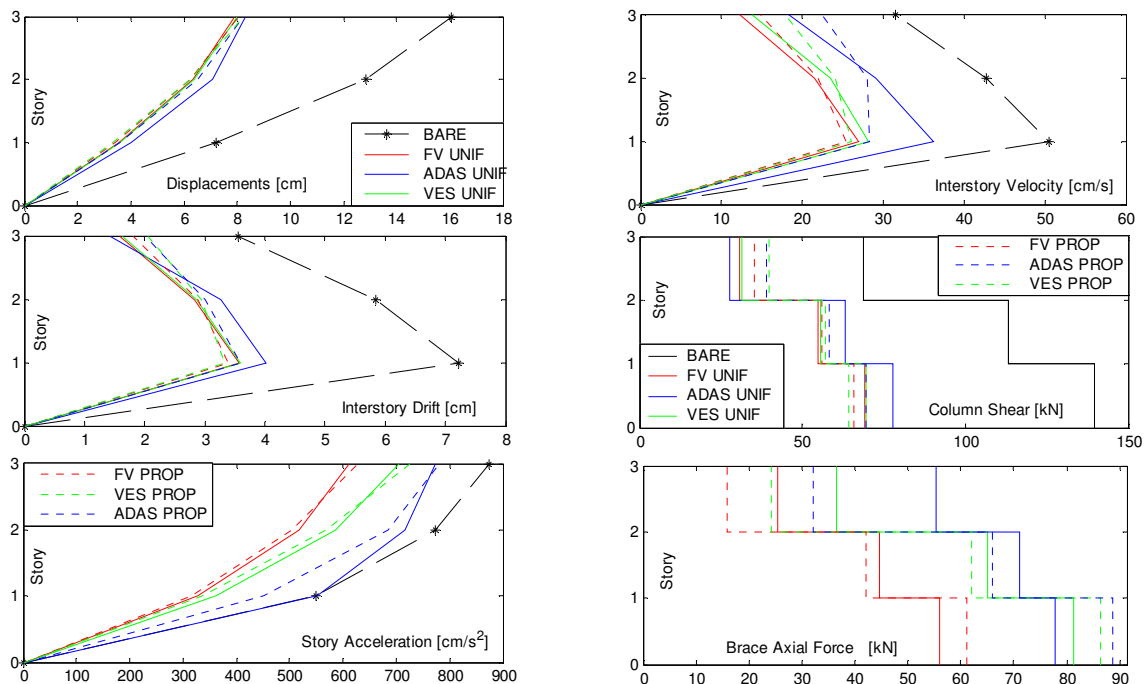 3
2
1
0
Story
BARE
FV UNIF
ADAS UNIF
VES UNIF
Displacements [cm]
0 2 4 6 8 10 12 14 16 18
3
2
1
0
Story
Interstory Velocity [cm/s]
0 10 20 30 40 50 60
3
2
1
0
Story
Interstory Drift [cm]
0 1 2 3 4 5 6 7 8
3
2
1
0
Story
FV PROP
ADAS PROP
VES PROP
BARE
FV UNIF
ADAS UNIF
VES UNIF
Column Shear [kN]
0 50 100 150
3
2
1
0
Story
FV PROP
VES PROP
ADAS PROP
Story Acceleration [cm/s²]
0 100 200 300 400 500 600 700 800 900
3
2
1
0
Story
Brace Axial Force [kN]
0 10 20 30 40 50 60 70 80 90